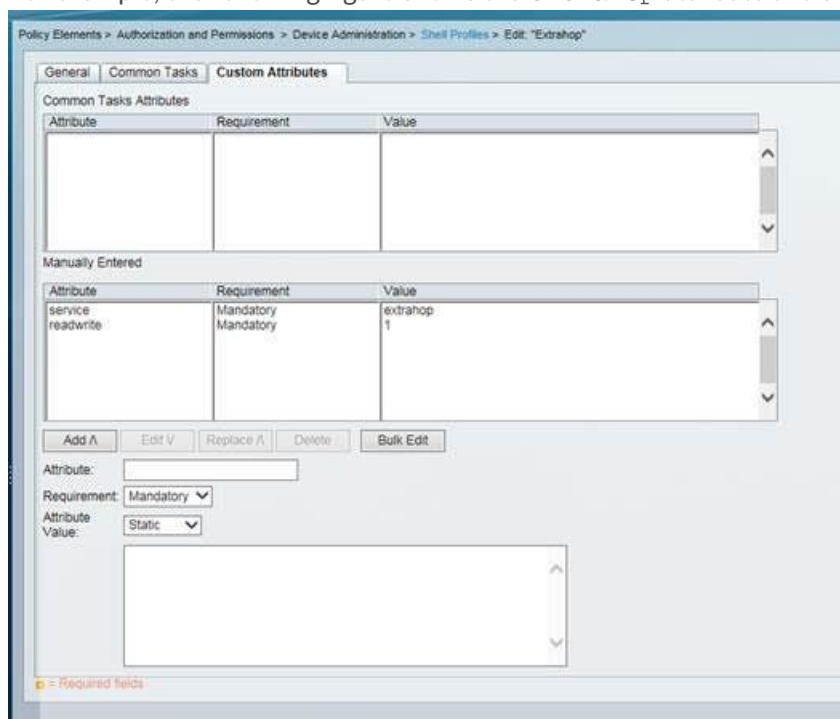 Policy Elements > Authorization and Permissions > Device Administration > Shell Profiles > Edit: "Extrahop"
General Common Tasks Custom Attributes
Common Tasks Attributes
Attribute Requirement Value
Manually Entered
Attribute Requirement Value
service Mandatory extrahop
readwrite Mandatory 1
Add Λ Edit V Replace Λ Delete Bulk Edit
Attribute:
Requirement: Mandatory
Attribute Value: Static
= Required fields